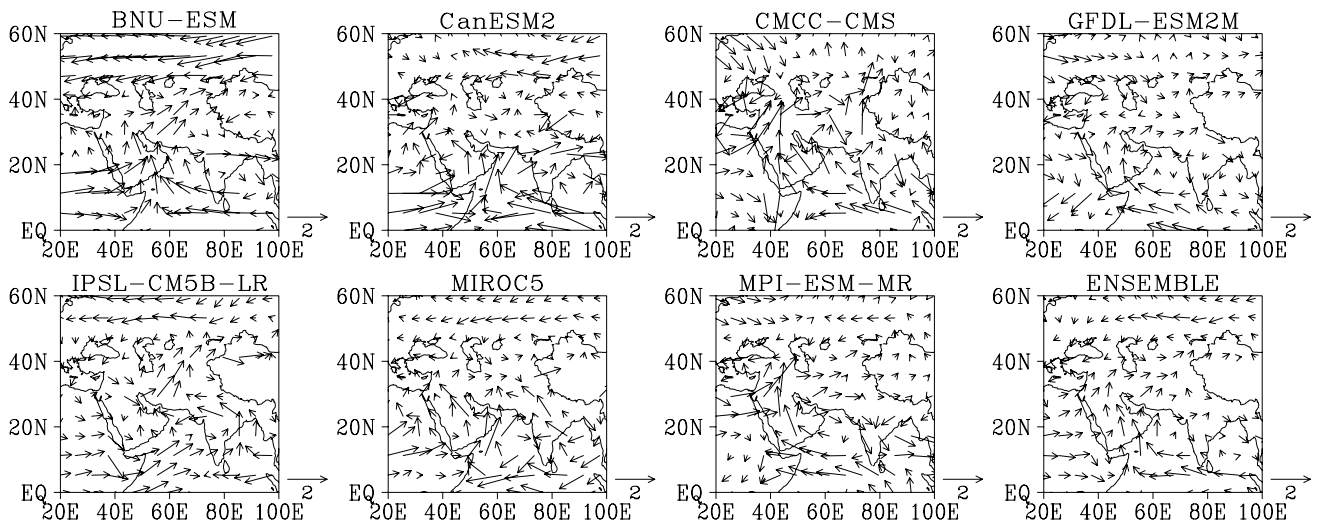 BNU-ESM CanESM2 CMCC-CMS GFDL-ESM2M
60N 60N 60N 60N
40N 40N 40N 40N
20N 20N 20N 20N
EQ EQ EQ EQ
2 2 2 2
20E 40E 60E 80E 100E 20E 40E 60E 80E 100E 20E 40E 60E 80E 100E 20E 40E 60E 80E 100E
IPSL-CM5B-LR MIROC5 MPI-ESM-MR ENSEMBLE
60N 60N 60N 60N
40N 40N 40N 40N
20N 20N 20N 20N
EQ EQ EQ EQ
2 2 2 2
20E 40E 60E 80E 100E 20E 40E 60E 80E 100E 20E 40E 60E 80E 100E 20E 40E 60E 80E 100E